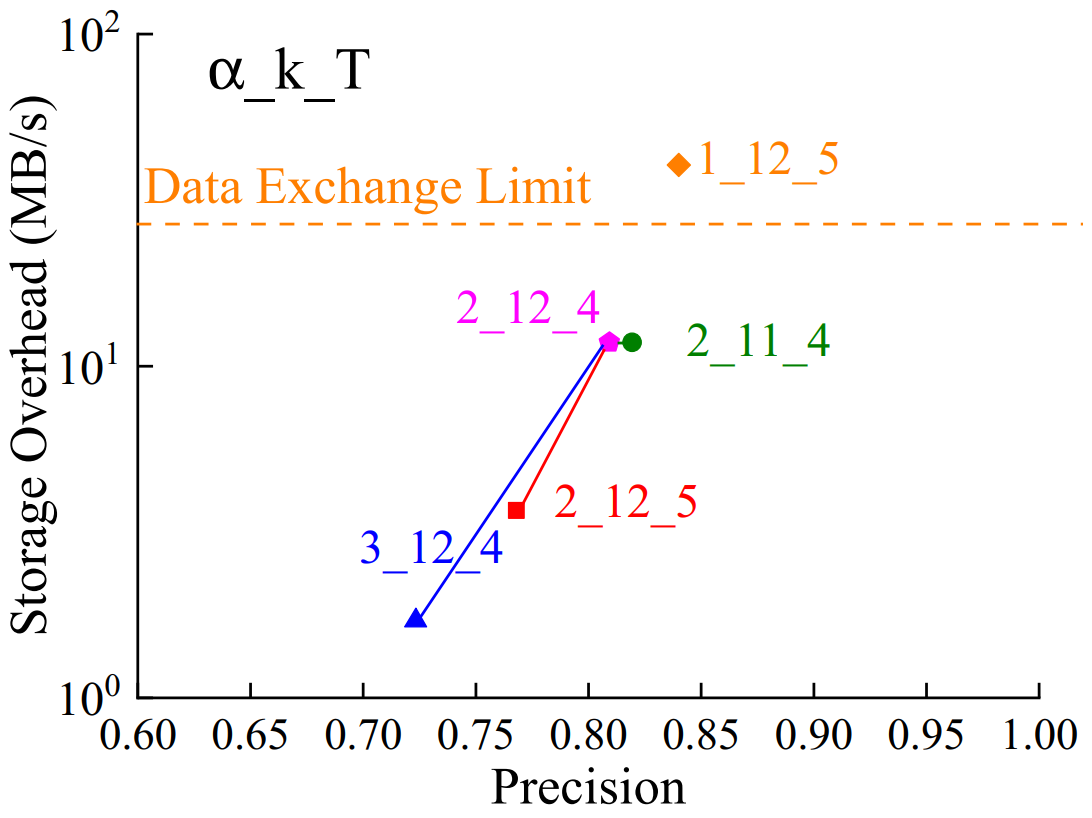 10²
α_k_T
1_12_5
Data Exchange Limit
2_12_4
2_11_4
10¹
2_12_5
3_12_4
10⁰
Storage Overhead (MB/s)
0.60 0.65 0.70 0.75 0.80 0.85 0.90 0.95 1.00
Precision